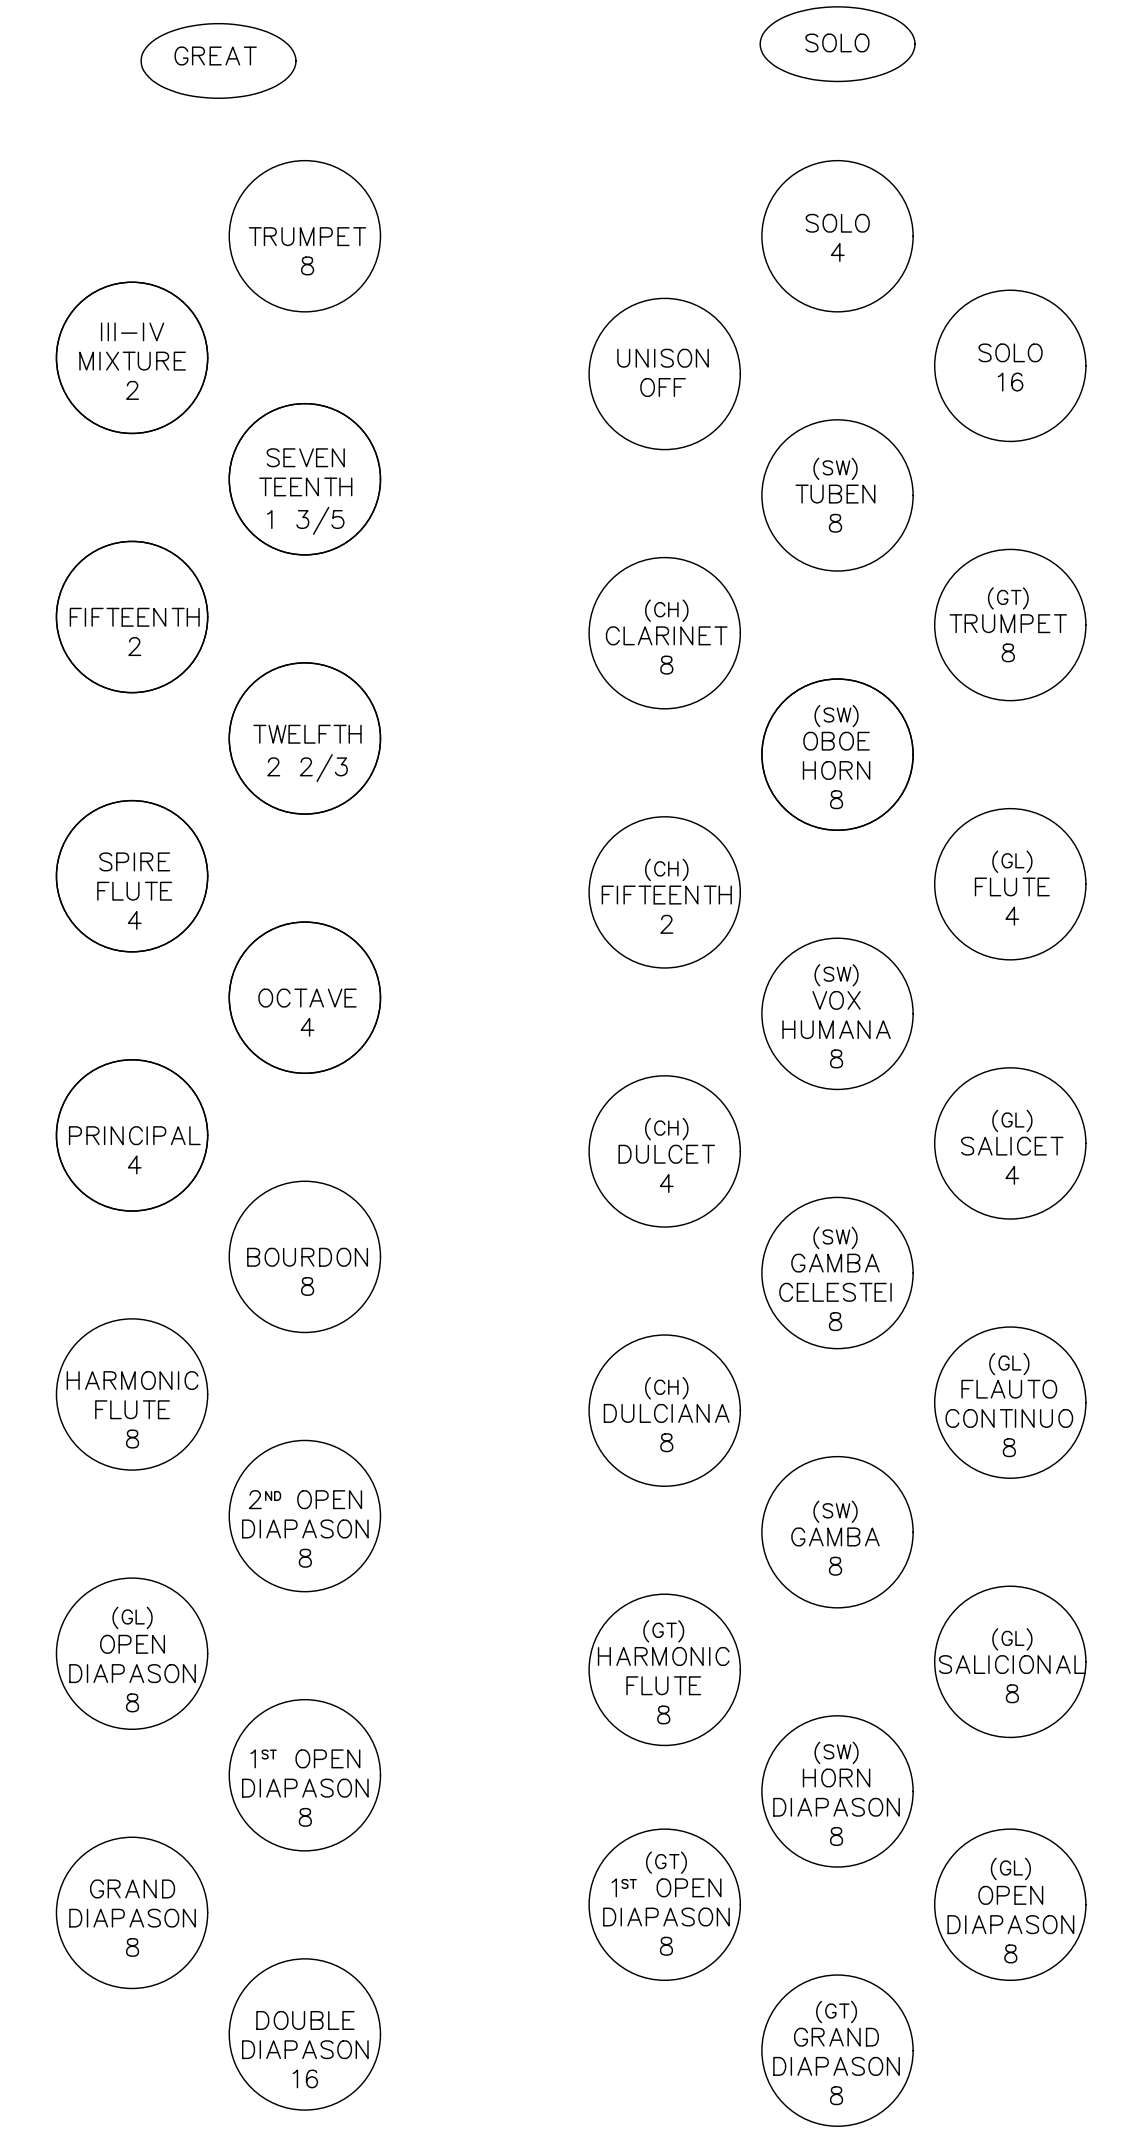 GREAT
TRUMPET
8
III-IV
MIXTURE
2
SEVEN
TEENTH
1 3/5
FIFTEENTH
2
TWELFTH
2 2/3
SPIRE
FLUTE
4
OCTAVE
4
PRINCIPAL
4
BOURDON
8
HARMONIC
FLUTE
8
2ND OPEN
DIAPASON
8
(GL)
OPEN
DIAPASON
8
1ST OPEN
DIAPASON
8
GRAND
DIAPASON
8
DOUBLE
DIAPASON
16
SOLO
SOLO
4
UNISON
OFF
SOLO
16
(SW)
TUBEN
8
(CH)
CLARINET
8
(GT)
TRUMPET
8
(SW)
OBOE
HORN
8
(CH)
FIFTEENTH
2
(GL)
FLUTE
4
(SW)
VOX
HUMANA
8
(CH)
DULCET
4
(GL)
SALICET
4
(SW)
GAMBA
CELESTEI
8
(CH)
DULCIANA
8
(GL)
FLAUTO
CONTINUO
8
(SW)
GAMBA
8
(GT)
HARMONIC
FLUTE
8
(GL)
SALICIONAL
8
(SW)
HORN
DIAPASON
8
(GT)
1ST OPEN
DIAPASON
8
(GL)
OPEN
DIAPASON
8
(GT)
GRAND
DIAPASON
8